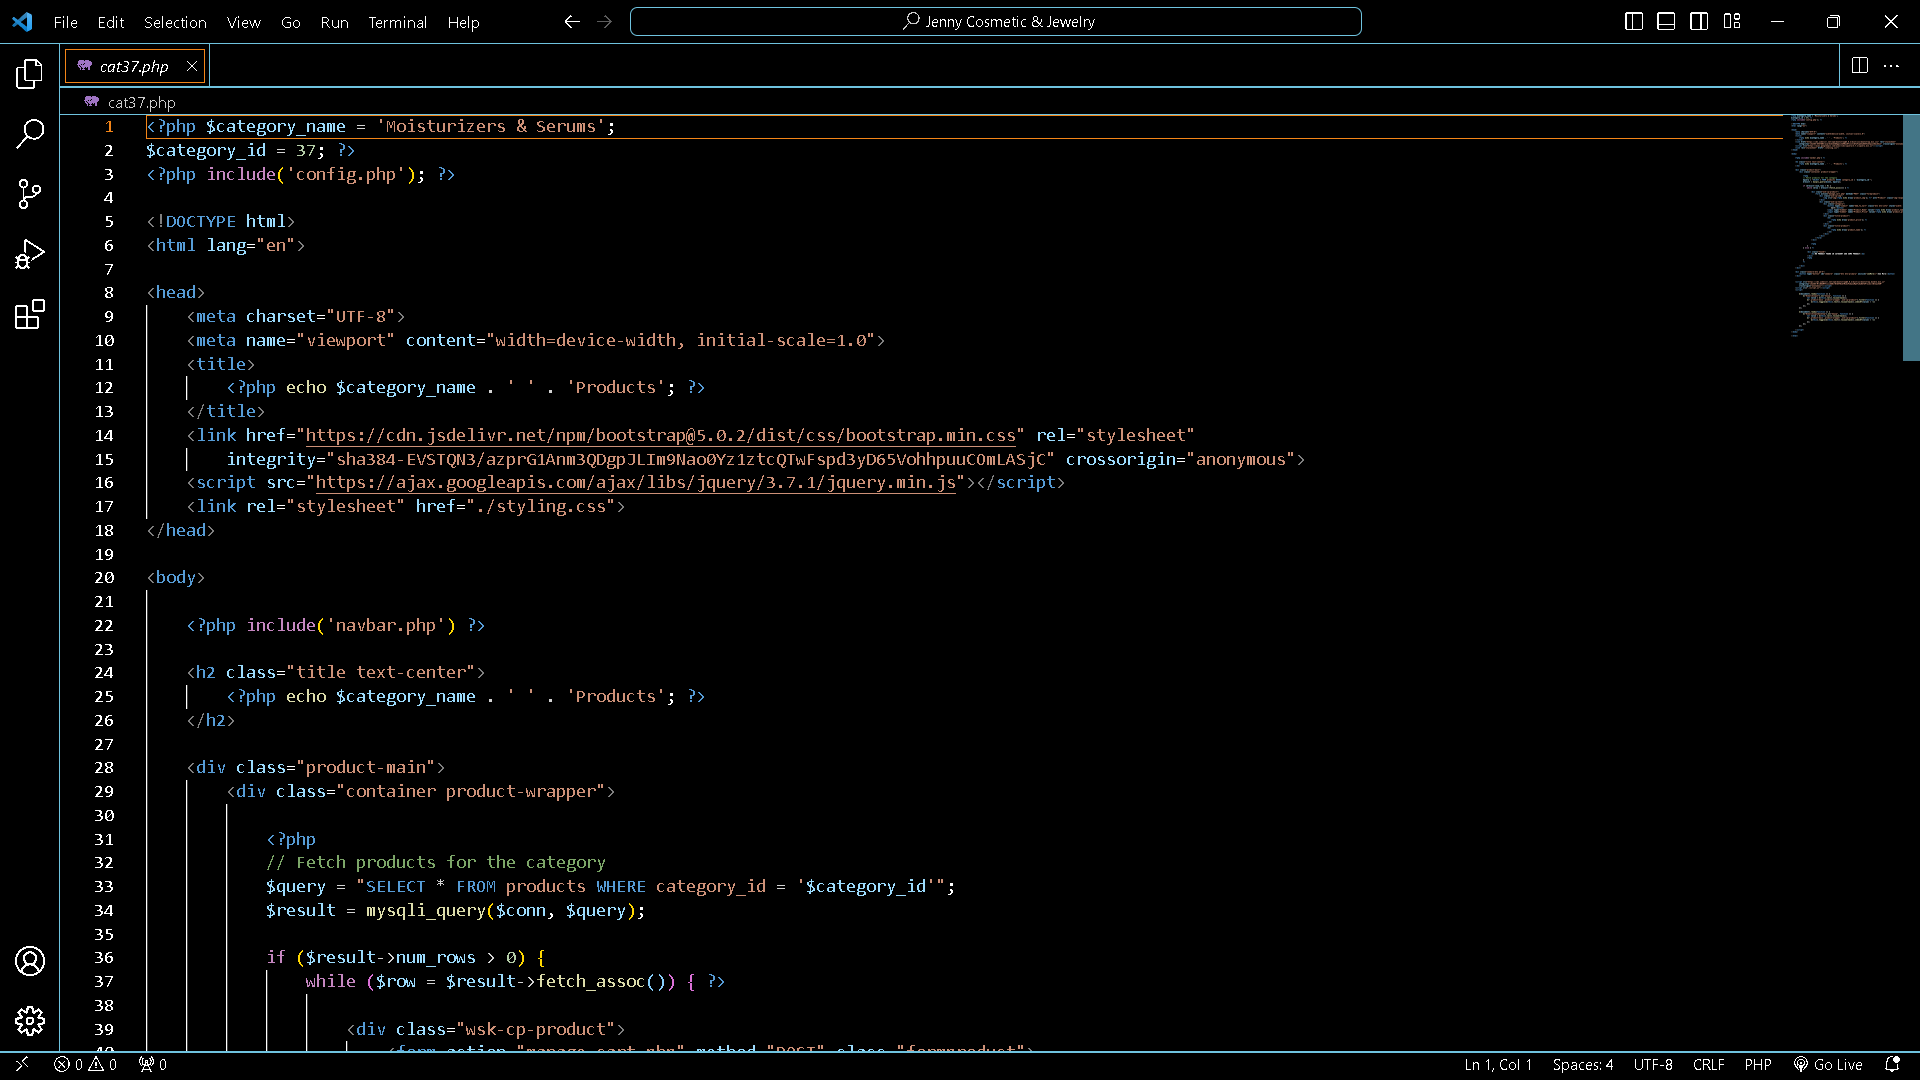 File Edit Selection View Go Run Terminal Help
Jenny Cosmetic & Jewelry
cat37.php
cat37.php
1 <?php $category_name = 'Moisturizers & Serums';
2 $category_id = 37; ?>
3 <?php include('config.php'); ?>
4
5 <!DOCTYPE html>
6 <html lang="en">
7
8 <head>
9 <meta charset="UTF-8">
10 <meta name="viewport" content="width=device-width, initial-scale=1.0">
11 <title>
12 <?php echo $category_name . ' ' . 'Products'; ?>
13 </title>
14 <link href="https://cdn.jsdelivr.net/npm/bootstrap@5.0.2/dist/css/bootstrap.min.css" rel="stylesheet"
15 integrity="sha384-EVSTQN3/azprG1Anm3QDgpJLIm9Nao0Yz1ztcQTwFspd3yD65VohhpuuCOmLASjC" crossorigin="anonymous">
16 <script src="https://ajax.googleapis.com/ajax/libs/jquery/3.7.1/jquery.min.js"></script>
17 <link rel="stylesheet" href="./styling.css">
18 </head>
19
20 <body>
21
22 <?php include('navbar.php') ?>
23
24 <h2 class="title text-center">
25 <?php echo $category_name . ' ' . 'Products'; ?>
26 </h2>
27
28 <div class="product-main">
29 <div class="container product-wrapper">
30
31 <?php
32 // Fetch products for the category
33 $query = "SELECT * FROM products WHERE category_id = '$category_id'";
34 $result = mysqli_query($conn, $query);
35
36 if ($result->num_rows > 0) {
37 while ($row = $result->fetch_assoc()) { ?>
38
39 <div class="wsk-cp-product">
0 0 0
Ln 1, Col 1 Spaces: 4 UTF-8 CRLF PHP Go Live